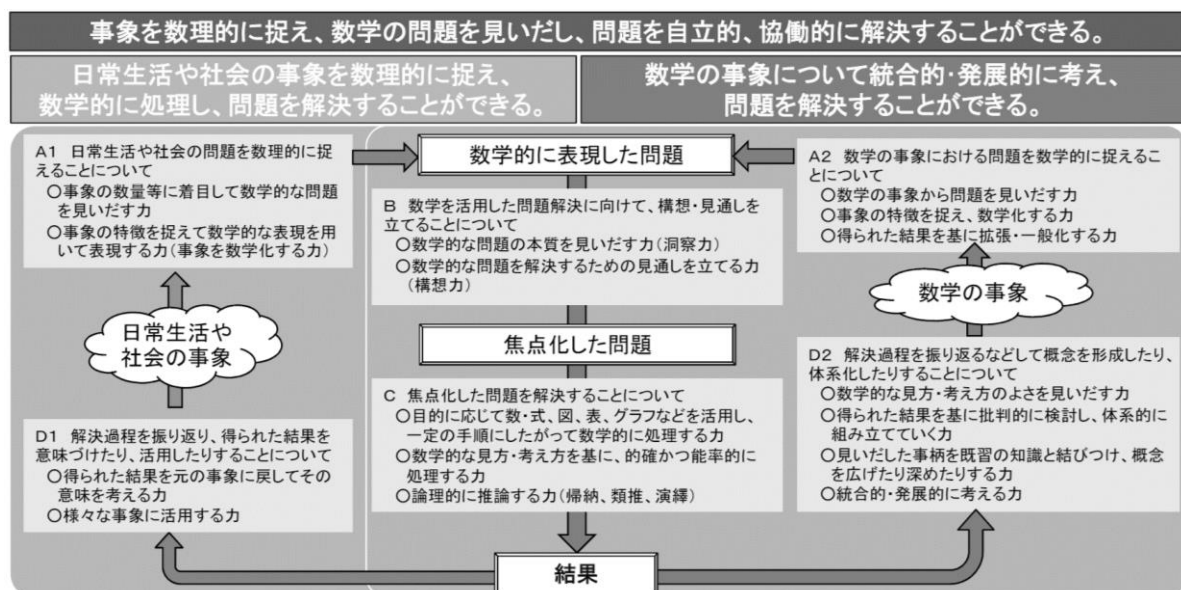 事象を数理的に捉え、数学の問題を見いだし、問題を自立的、協働的に解決することができる。
日常生活や社会の事象を数理的に捉え、
数学的に処理し、問題を解決することができる。
数学の事象について統合的・発展的に考え、
問題を解決することができる。
A1 日常生活や社会の問題を数理的に捉
えることについて
○事象の数量等に着目して数学的な問題
を見いだす力
○事象の特徴を捉えて数学的な表現を用
いて表現する力(事象を数学化する力)
日常生活や
社会の事象
D1 解決過程を振り返り、得られた結果を
意味づけたり、活用したりすることについて
○得られた結果を元の事象に戻してその
意味を考える力
○様々な事象に活用する力
数学的に表現した問題
B 数学を活用した問題解決に向けて、構想・見通しを
立てることについて
○数学的な問題の本質を見いだす力(洞察力)
○数学的な問題を解決するための見通しを立てる力
(構想力)
焦点化した問題
C 焦点化した問題を解決することについて
○目的に応じて数・式、図、表、グラフなどを活用し、
一定の手順にしたがって数学的に処理する力
○数学的な見方・考え方を基に、的確かつ能率的に
処理する力
○論理的に推論する力(帰納、類推、演繹)
結果
A2 数学の事象における問題を数学的に捉えるこ
とについて
○数学の事象から問題を見いだす力
○事象の特徴を捉え、数学化する力
○得られた結果を基に拡張・一般化する力
数学の事象
D2 解決過程を振り返るなどして概念を形成したり、
体系化したりすることについて
○数学的な見方・考え方のよさを見いだす力
○得られた結果を基に批判的に検討し、体系的に
組み立てていく力
○見いだした事柄を既習の知識と結びつけ、概念
を広げたり深めたりする力
○統合的・発展的に考える力